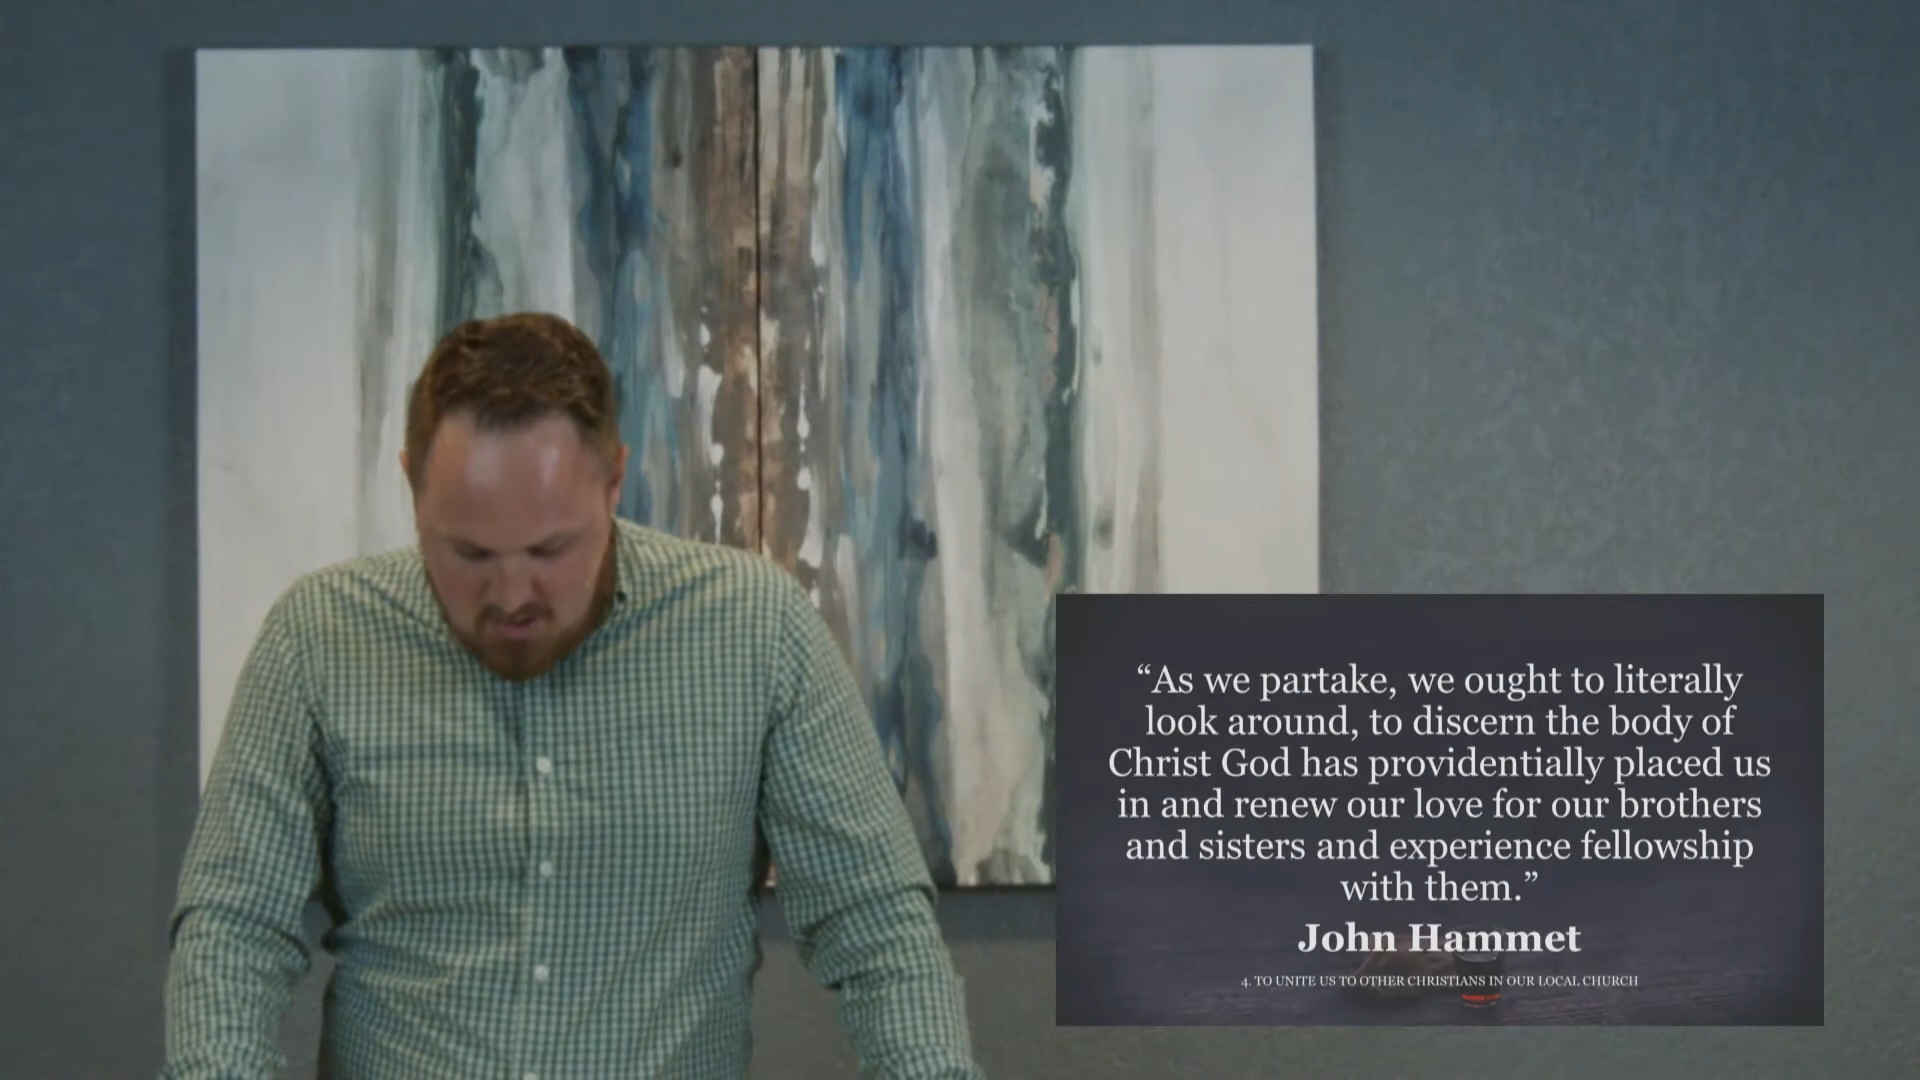 “As we partake, we ought to literally
look around, to discern the body of
Christ God has providentially placed us
in and renew our love for our brothers
and sisters and experience fellowship
with them.”
John Hammet
4. TO UNITE US TO OTHER CHRISTIANS IN OUR LOCAL CHURCH